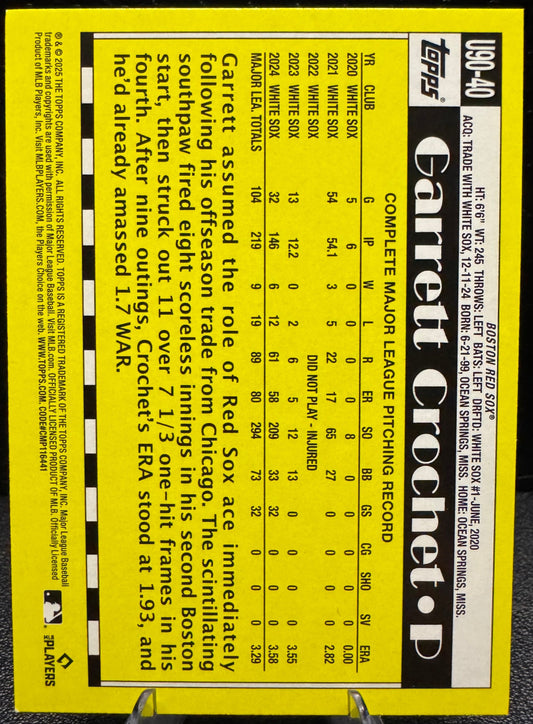 U90-40
topps®
BOSTON RED SOX®
HT: 6'6" WT: 245 THROWS: LEFT BATS: LEFT DRFTD: WHITE SOX #1-JUNE, 2020
ACQ: TRADE WITH WHITE SOX, 12-11-24 BORN: 6-21-99, OCEAN SPRINGS, MISS. HOME: OCEAN SPRINGS, MISS.
Garrett Crochet • P
COMPLETE MAJOR LEAGUE PITCHING RECORD
YR CLUB G IP W L R ER SO BB GS CG SHO SV ERA
2020 WHITE SOX 5 6 0 0 0 0 8 0 0 0 0 0 0.00
2021 WHITE SOX 54 54.1 3 5 22 17 65 27 0 0 0 0 2.82
2022 WHITE SOX DID NOT PLAY - INJURED
2023 WHITE SOX 13 12.2 0 2 6 5 12 13 0 0 0 0 3.55
2024 WHITE SOX 32 146 6 12 61 58 209 33 32 0 0 0 3.58
MAJOR LEA. TOTALS 104 219 9 19 89 80 294 73 32 0 0 0 3.29
Garrett assumed the role of Red Sox ace immediately
following his offseason trade from Chicago. The scintillating
southpaw fired eight scoreless innings in his second Boston
start, then struck out 11 over 7 1/3 one-hit frames in his
fourth. After nine outings, Crochet's ERA stood at 1.93, and
he'd already amassed 1.7 WAR.
® & © 2025 THE TOPPS COMPANY, INC. ALL RIGHTS RESERVED. TOPPS IS A REGISTERED TRADEMARK OF THE TOPPS COMPANY, INC. Major League Baseball
trademarks and copyrights are used with permission of Major League Baseball. Visit MLB.com. OFFICIALLY LICENSED PRODUCT OF MLB. Officially Licensed
Product of MLB Players, Inc. Visit MLBPLAYERS.COM, the Players Choice on the web. WWW.TOPPS.COM. CODE#CMP116441
MLB PLAYERS